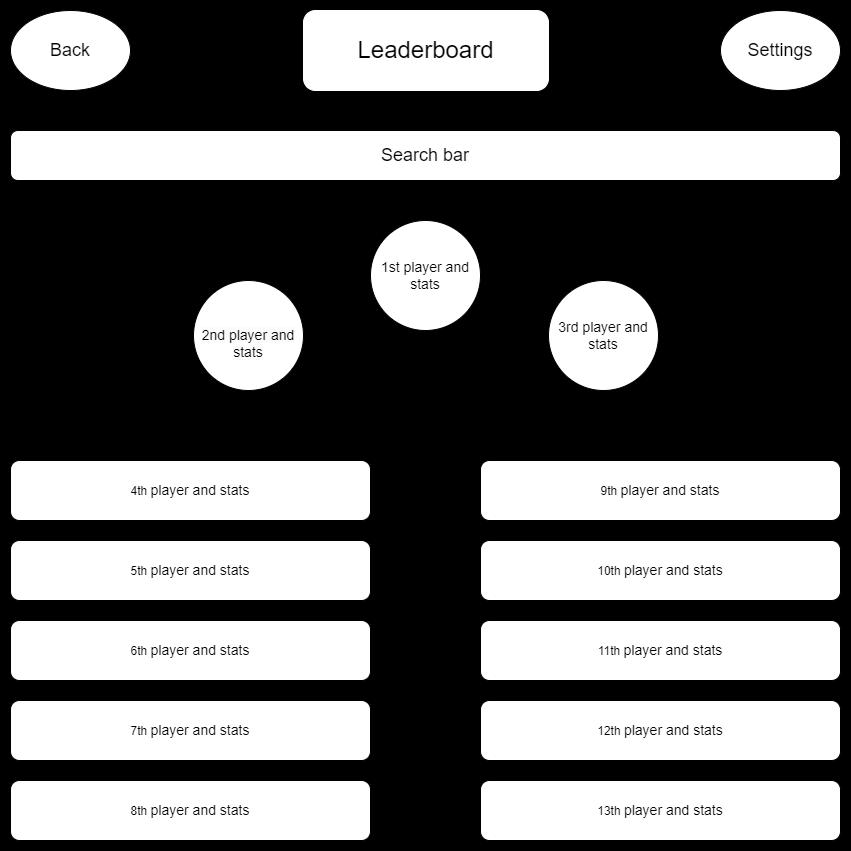 Back
Leaderboard
Settings
Search bar
1st player and
stats
2nd player and
stats
3rd player and
stats
4th player and stats
5th player and stats
6th player and stats
7th player and stats
8th player and stats
9th player and stats
10th player and stats
11th player and stats
12th player and stats
13th player and stats